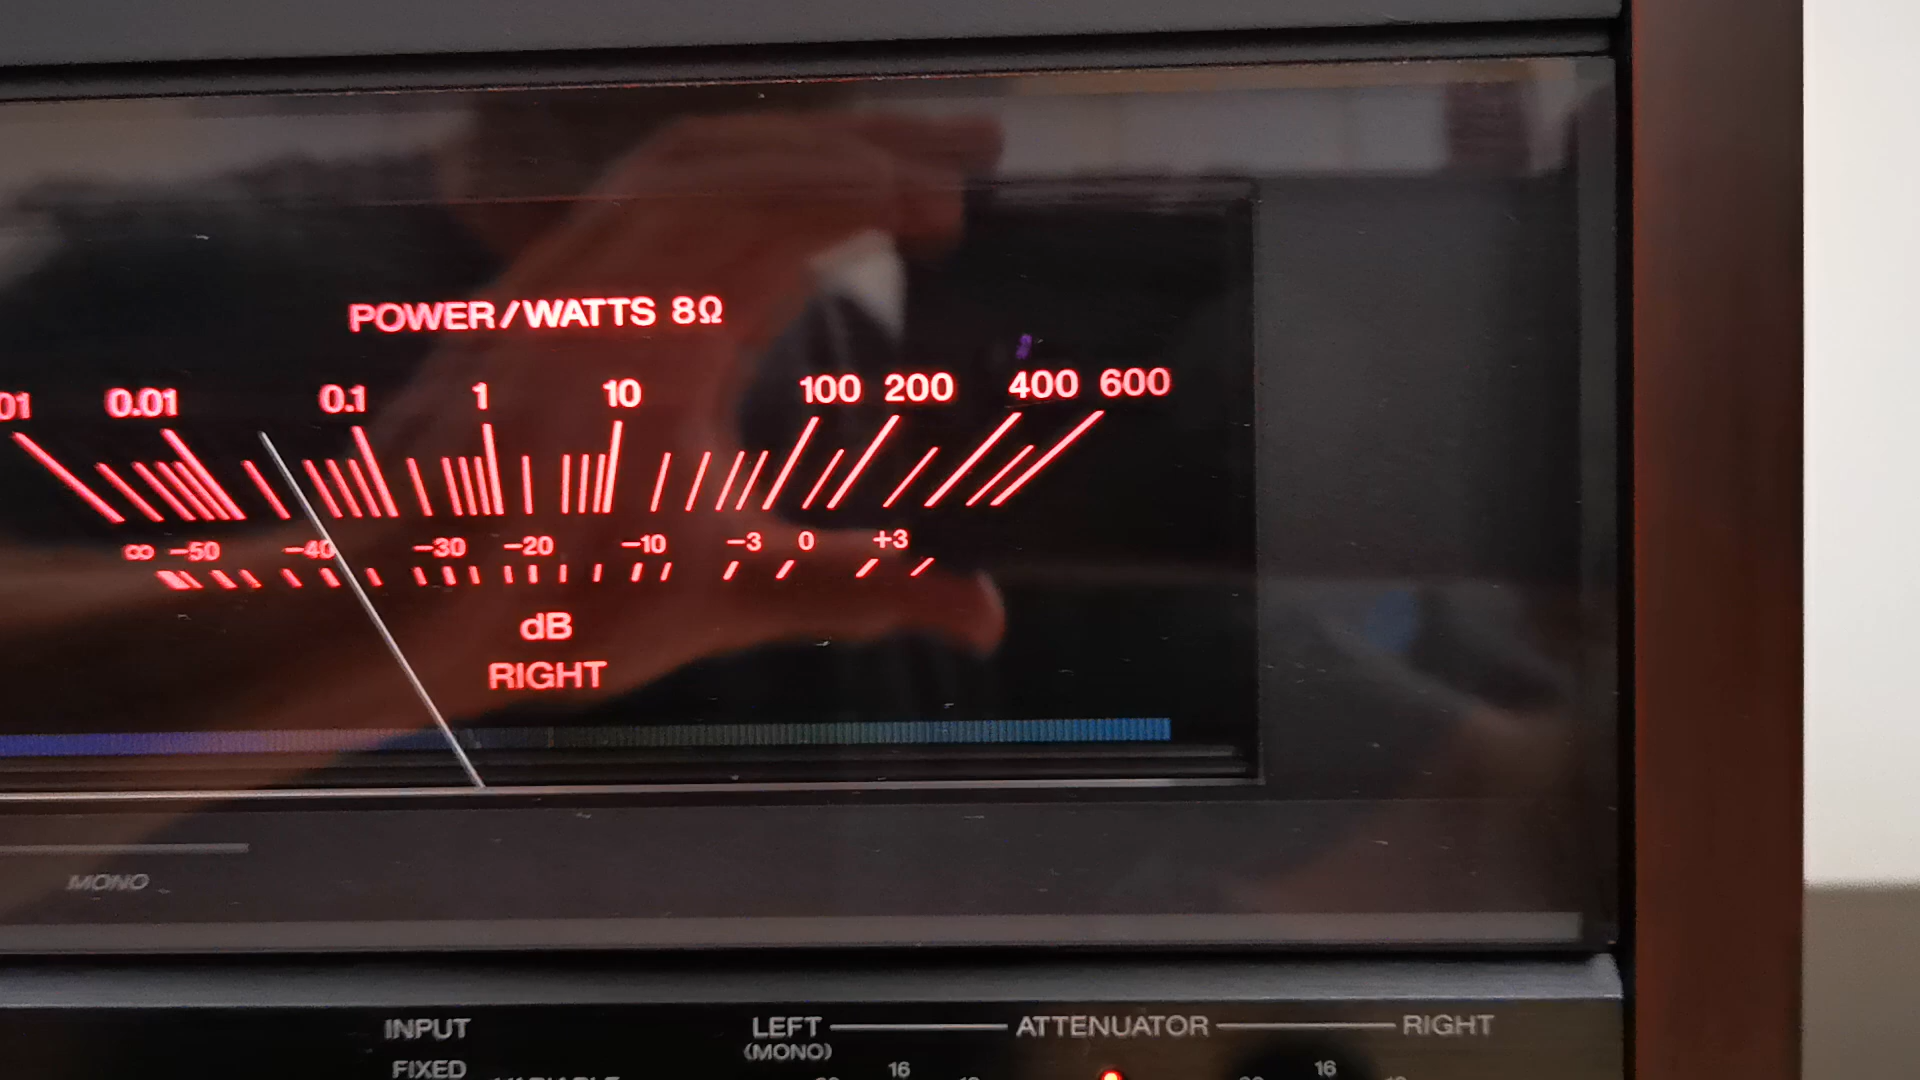 POWER/WATTS 8Ω
01 0.01 0.1 1 10 100 200 400 600
∞ -50 -40 -30 -20 -10 -3 0 +3
dB
RIGHT
MONO
INPUT LEFT ATTENUATOR RIGHT
(MONO)
FIXED 16 16